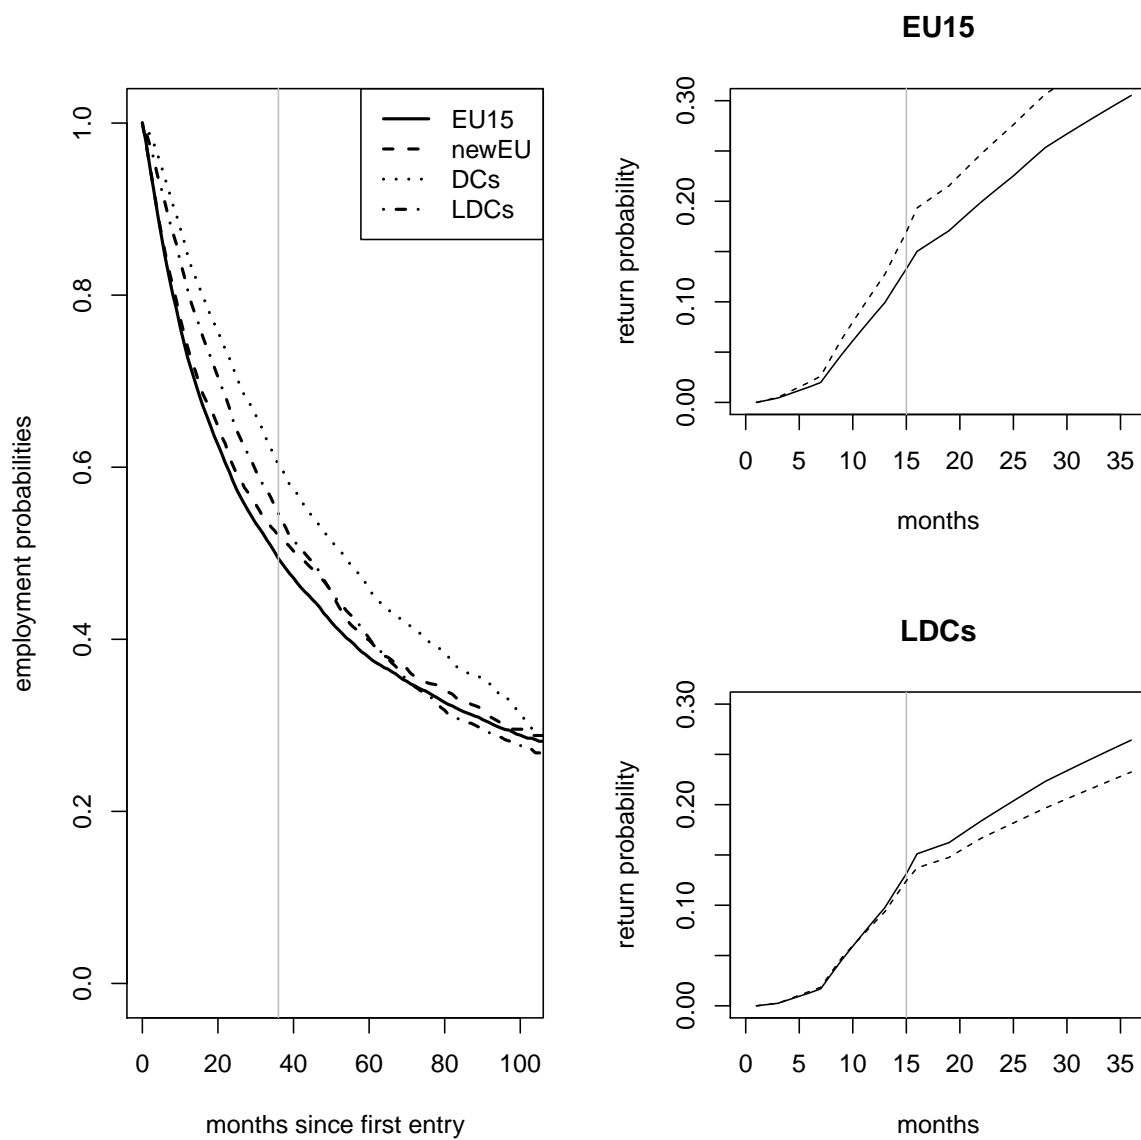 employment probabilities
1.0
0.8
0.6
0.4
0.2
0.0
EU15
newEU
DCs
LDCs
0 20 40 60 80 100
months since first entry
EU15
return probability
0.30
0.20
0.10
0.00
0 5 10 15 20 25 30 35
months
LDCs
return probability
0.30
0.20
0.10
0.00
0 5 10 15 20 25 30 35
months